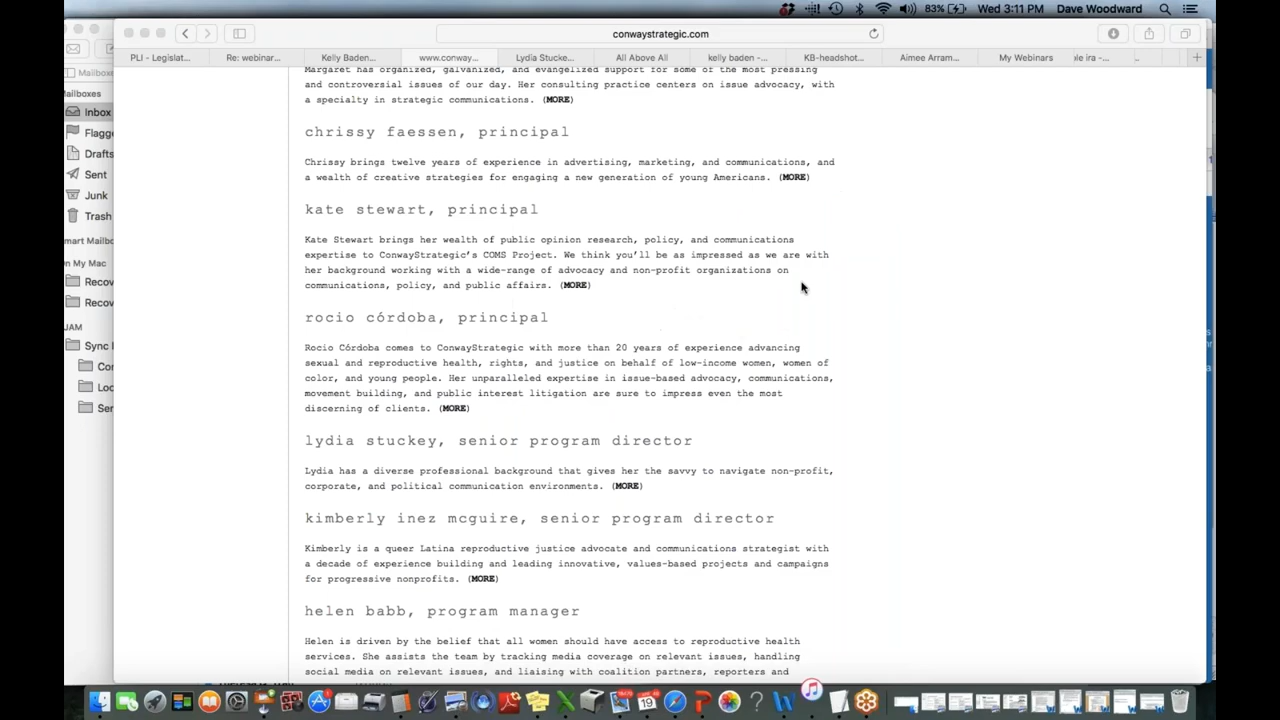 83%
Wed 3:11 PM
Dave Woodward
conwaystrategic.com
PLI - Legislat...
Re: webinar...
Kelly Baden...
www.conway...
Lydia Stucke...
All Above All
kelly baden -...
KB-headshot...
Aimee Arram...
My Webinars
Mailbox
Mailboxes
Inbox
Flagge
Drafts
Sent
Junk
Trash
mart Mailbo
n My Mac
Recov
Recov
JAM
Sync I
Cor
Loc
Ser
Margaret has organized, galvanized, and evangelized support for some of the most pressing
and controversial issues of our day. Her consulting practice centers on issue advocacy, with
a specialty in strategic communications. (MORE)
chrissy faessen, principal
Chrissy brings twelve years of experience in advertising, marketing, and communications, and
a wealth of creative strategies for engaging a new generation of young Americans. (MORE)
kate stewart, principal
Kate Stewart brings her wealth of public opinion research, policy, and communications
expertise to ConwayStrategic's COMS Project. We think you'll be as impressed as we are with
her background working with a wide-range of advocacy and non-profit organizations on
communications, policy, and public affairs. (MORE)
rocio córdoba, principal
Rocio Córdoba comes to ConwayStrategic with more than 20 years of experience advancing
sexual and reproductive health, rights, and justice on behalf of low-income women, women of
color, and young people. Her unparalleled expertise in issue-based advocacy, communications,
movement building, and public interest litigation are sure to impress even the most
discerning of clients. (MORE)
lydia stuckey, senior program director
Lydia has a diverse professional background that gives her the savvy to navigate non-profit,
corporate, and political communication environments. (MORE)
kimberly inez mcguire, senior program director
Kimberly is a queer Latina reproductive justice advocate and communications strategist with
a decade of experience building and leading innovative, values-based projects and campaigns
for progressive nonprofits. (MORE)
helen babb, program manager
Helen is driven by the belief that all women should have access to reproductive health
services. She assists the team by tracking media coverage on relevant issues, handling
social media on relevant issues, and liaising with coalition partners, reporters and